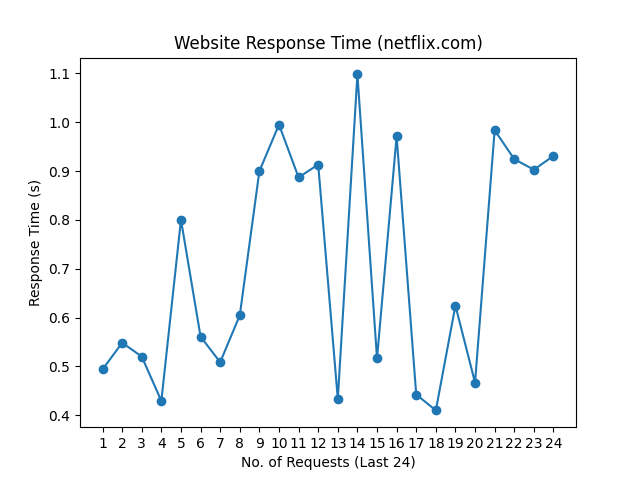 Website Response Time (netflix.com)
Response Time (s)
1.1
1.0
0.9
0.8
0.7
0.6
0.5
0.4
1 2 3 4 5 6 7 8 9 10 11 12 13 14 15 16 17 18 19 20 21 22 23 24
No. of Requests (Last 24)